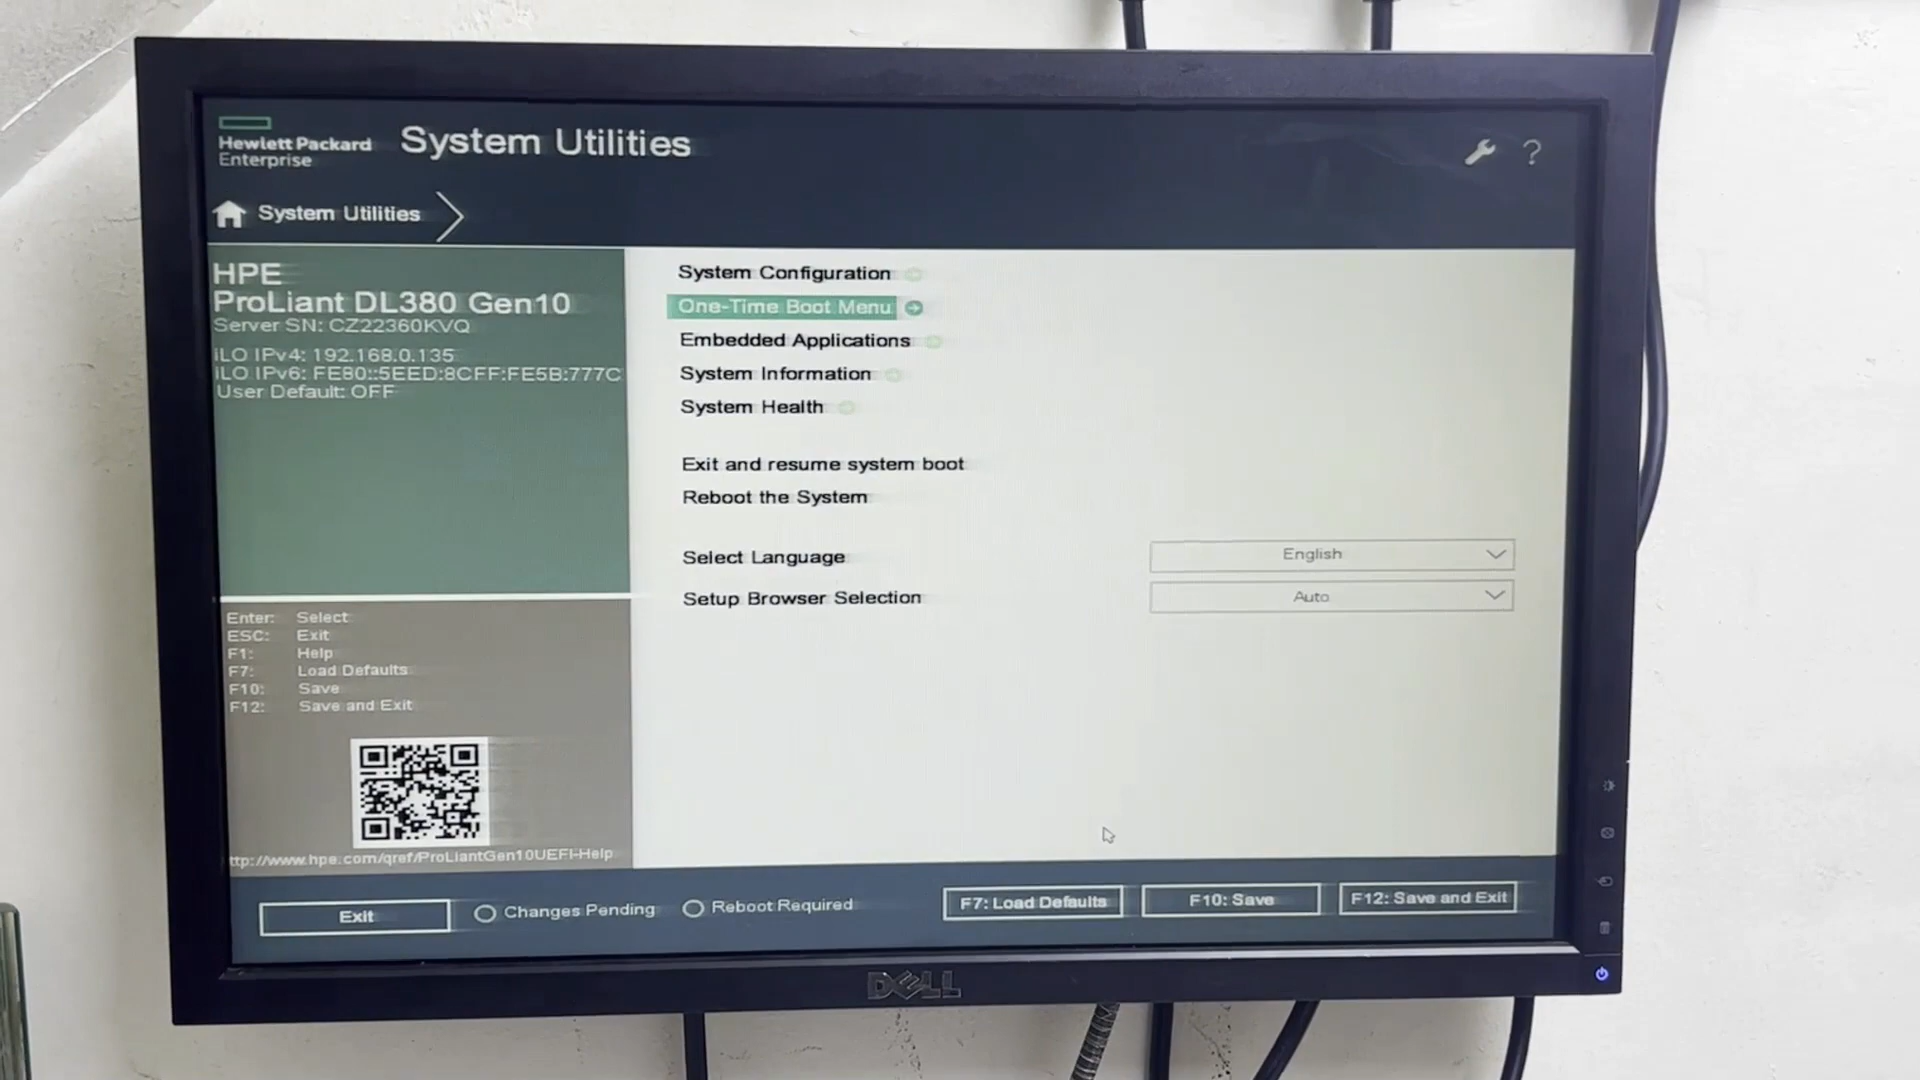 Hewlett Packard
Enterprise
System Utilities
?
System Utilities
HPE
ProLiant DL380 Gen10
Server SN: CZ22360KVQ
iLO IPv4: 192.168.0.135
iLO IPv6: FE80::5EED:8CFF:FE5B:777C
User Default: OFF
System Configuration
One-Time Boot Menu
Embedded Applications
System Information
System Health
Exit and resume system boot
Reboot the System
Select Language English
Setup Browser Selection Auto
Enter: Select
ESC: Exit
F1: Help
F7: Load Defaults
F10: Save
F12: Save and Exit
ttp://www.hpe.com/qref/ProLiantGen10UEFI-Help
Exit
Changes Pending
Reboot Required
F7: Load Defaults
F10: Save
F12: Save and Exit
DELL